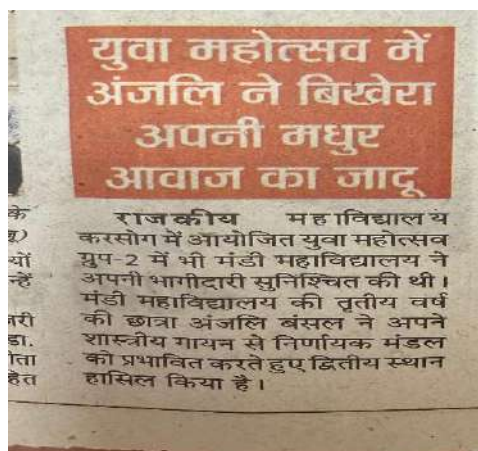 युवा महोत्सव में
अंजलि ने बिखेरा
अपनी मधुर
आवाज का जादू
राजकीय महाविद्यालय
करसोग में आयोजित युवा महोत्सव
ग्रुप-2 में भी मंडी महाविद्यालय ने
अपनी भागीदारी सुनिश्चित की थी।
मंडी महाविद्यालय की तृतीय वर्ष
की छात्रा अंजलि बंसल ने अपने
शास्त्रीय गायन से निर्णायक मंडल
को प्रभावित करते हुए द्वितीय स्थान
हासिल किया है।